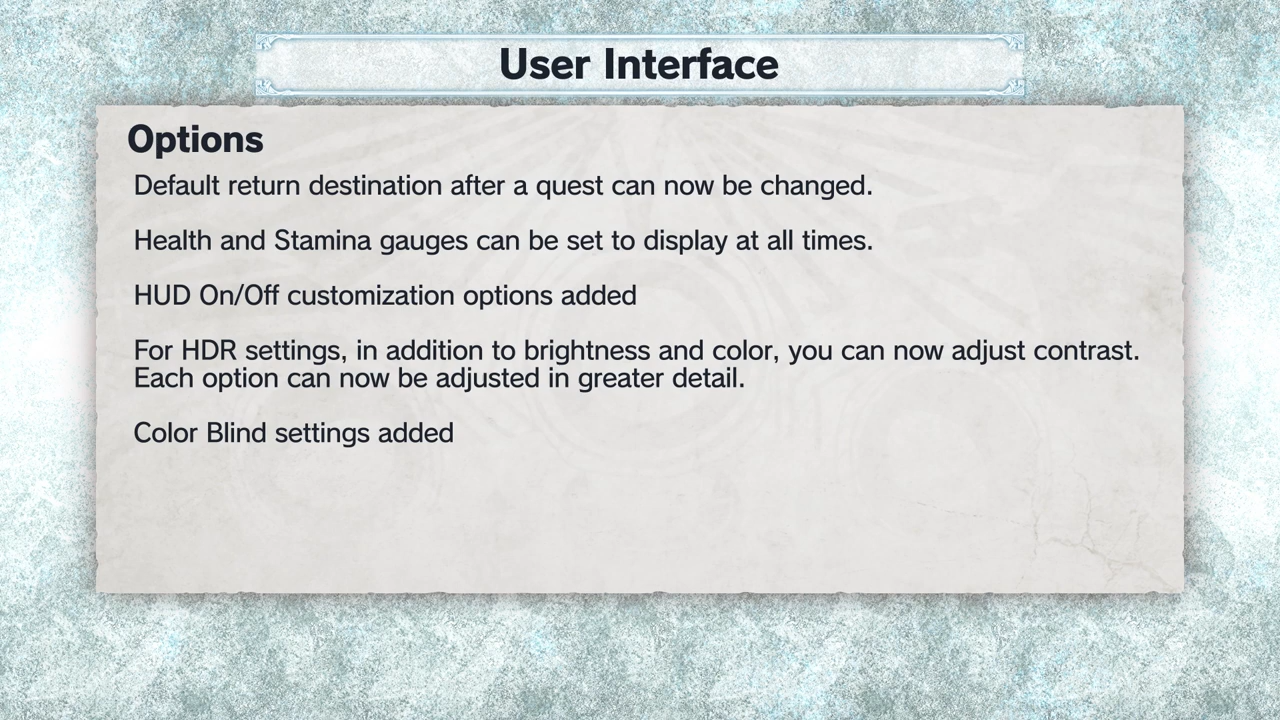 User Interface
Options
Default return destination after a quest can now be changed.
Health and Stamina gauges can be set to display at all times.
HUD On/Off customization options added
For HDR settings, in addition to brightness and color, you can now adjust contrast.
Each option can now be adjusted in greater detail.
Color Blind settings added